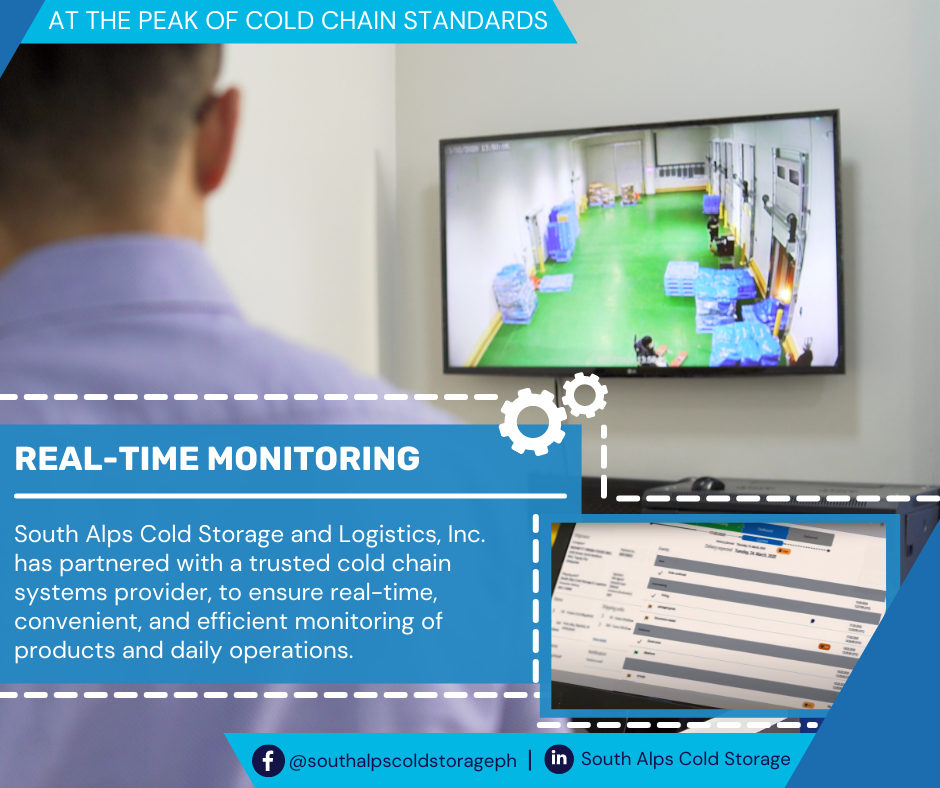 AT THE PEAK OF COLD CHAIN STANDARDS
REAL-TIME MONITORING
South Alps Cold Storage and Logistics, Inc.
has partnered with a trusted cold chain
systems provider, to ensure real-time,
convenient, and efficient monitoring of
products and daily operations.
@southalpscoldstorageph | South Alps Cold Storage